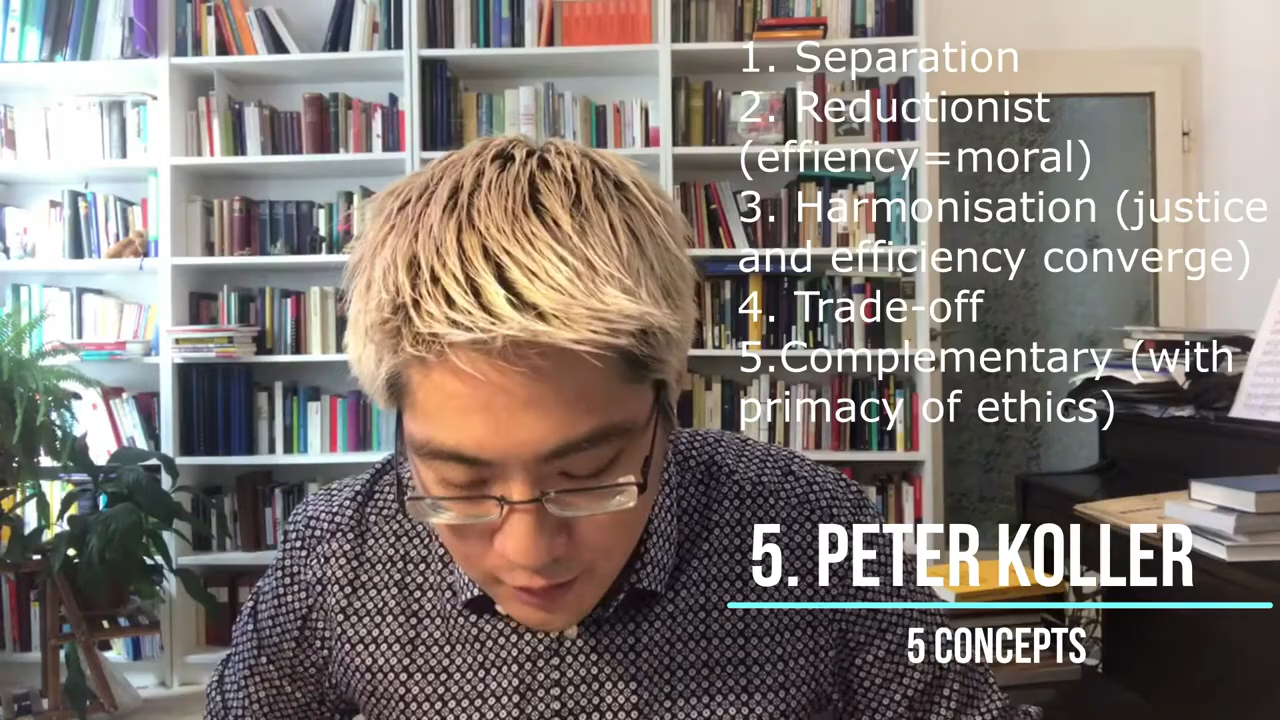 1. Separation
2. Reductionist
(effiency=moral)
3. Harmonisation (justice
and efficiency converge)
4. Trade-off
5.Complementary (with
primacy of ethics)
5. PETER KOLLER
5 CONCEPTS